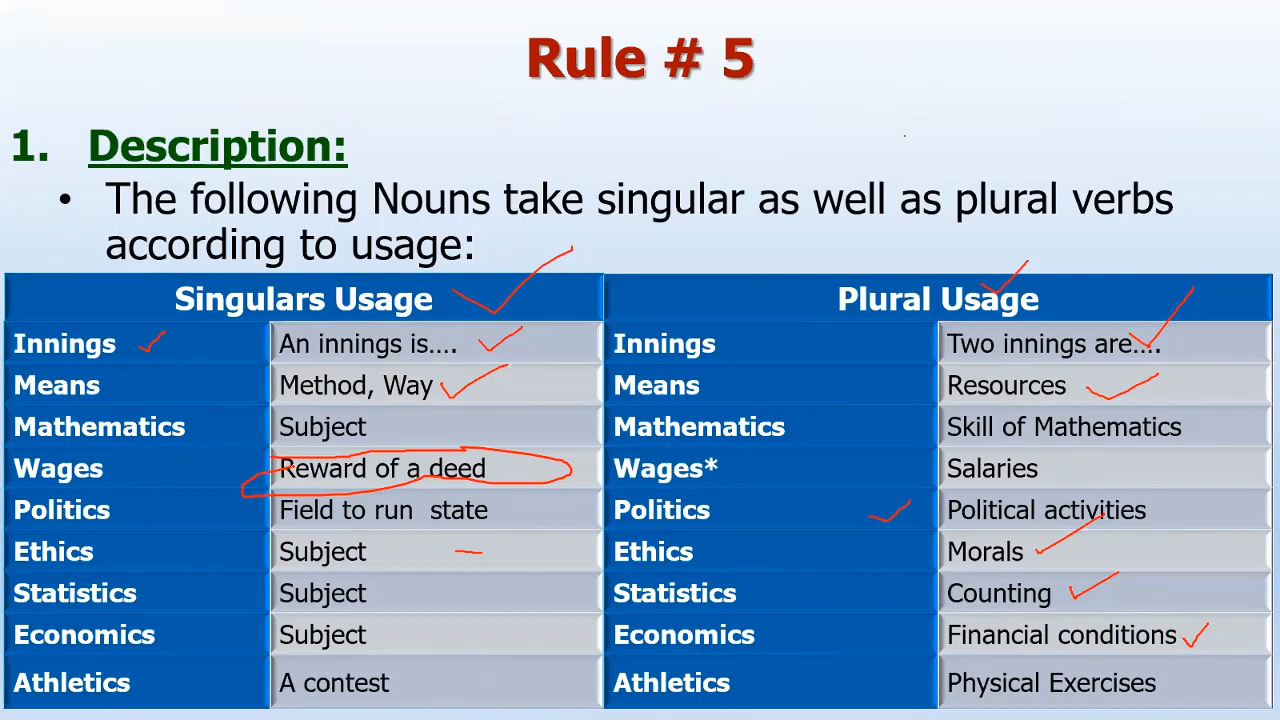 Rule # 5
1. Description:
• The following Nouns take singular as well as plural verbs
according to usage:
Singulars Usage Plural Usage
Innings An innings is.... Innings Two innings are....
Means Method, Way Means Resources
Mathematics Subject Mathematics Skill of Mathematics
Wages Reward of a deed Wages* Salaries
Politics Field to run state Politics Political activities
Ethics Subject Ethics Morals
Statistics Subject Statistics Counting
Economics Subject Economics Financial conditions
Athletics A contest Athletics Physical Exercises